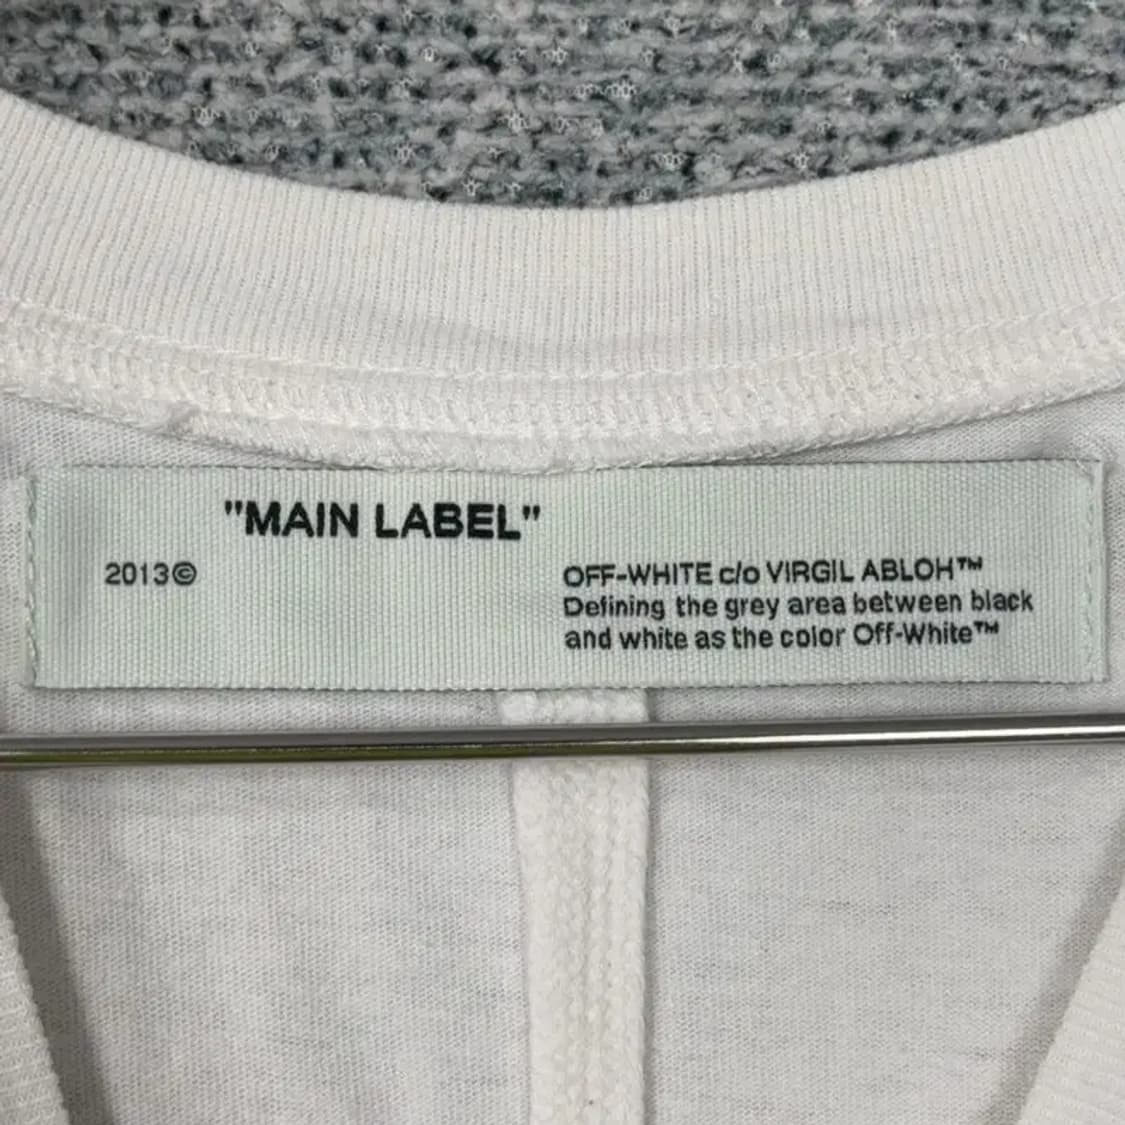 "MAIN LABEL"
2013©
OFF-WHITE c/o VIRGIL ABLOH™
Defining the grey area between black
and white as the color Off-White™